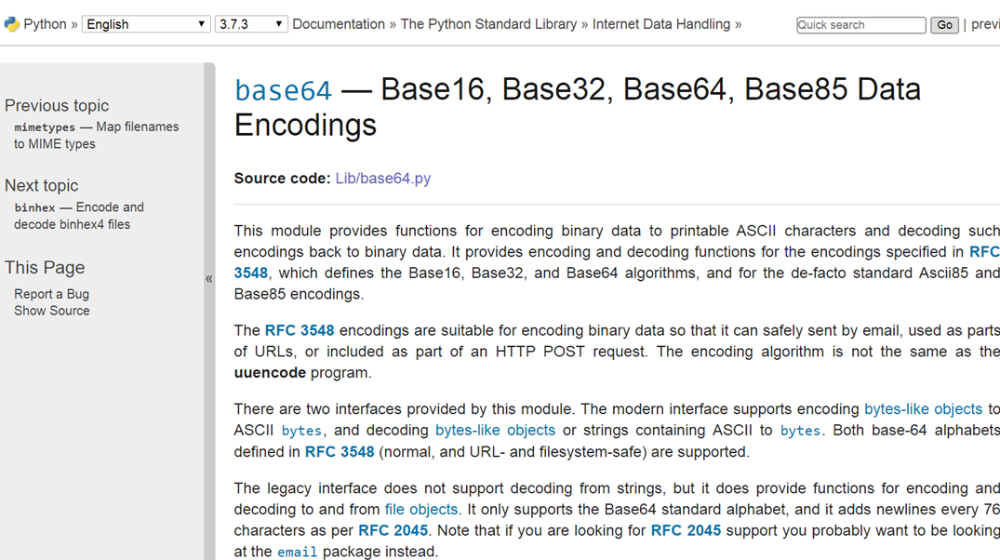 Python » English 3.7.3 Documentation » The Python Standard Library » Internet Data Handling » Quick search Go | previ
Previous topic
mimetypes — Map filenames
to MIME types
Next topic
binhex — Encode and
decode binhex4 files
This Page
Report a Bug
Show Source
«
base64 — Base16, Base32, Base64, Base85 Data
Encodings
Source code: Lib/base64.py
This module provides functions for encoding binary data to printable ASCII characters and decoding such
encodings back to binary data. It provides encoding and decoding functions for the encodings specified in RFC
3548, which defines the Base16, Base32, and Base64 algorithms, and for the de-facto standard Ascii85 and
Base85 encodings.
The RFC 3548 encodings are suitable for encoding binary data so that it can safely sent by email, used as parts
of URLs, or included as part of an HTTP POST request. The encoding algorithm is not the same as the
uuencode program.
There are two interfaces provided by this module. The modern interface supports encoding bytes-like objects to
ASCII bytes, and decoding bytes-like objects or strings containing ASCII to bytes. Both base-64 alphabets
defined in RFC 3548 (normal, and URL- and filesystem-safe) are supported.
The legacy interface does not support decoding from strings, but it does provide functions for encoding and
decoding to and from file objects. It only supports the Base64 standard alphabet, and it adds newlines every 76
characters as per RFC 2045. Note that if you are looking for RFC 2045 support you probably want to be looking
at the email package instead.